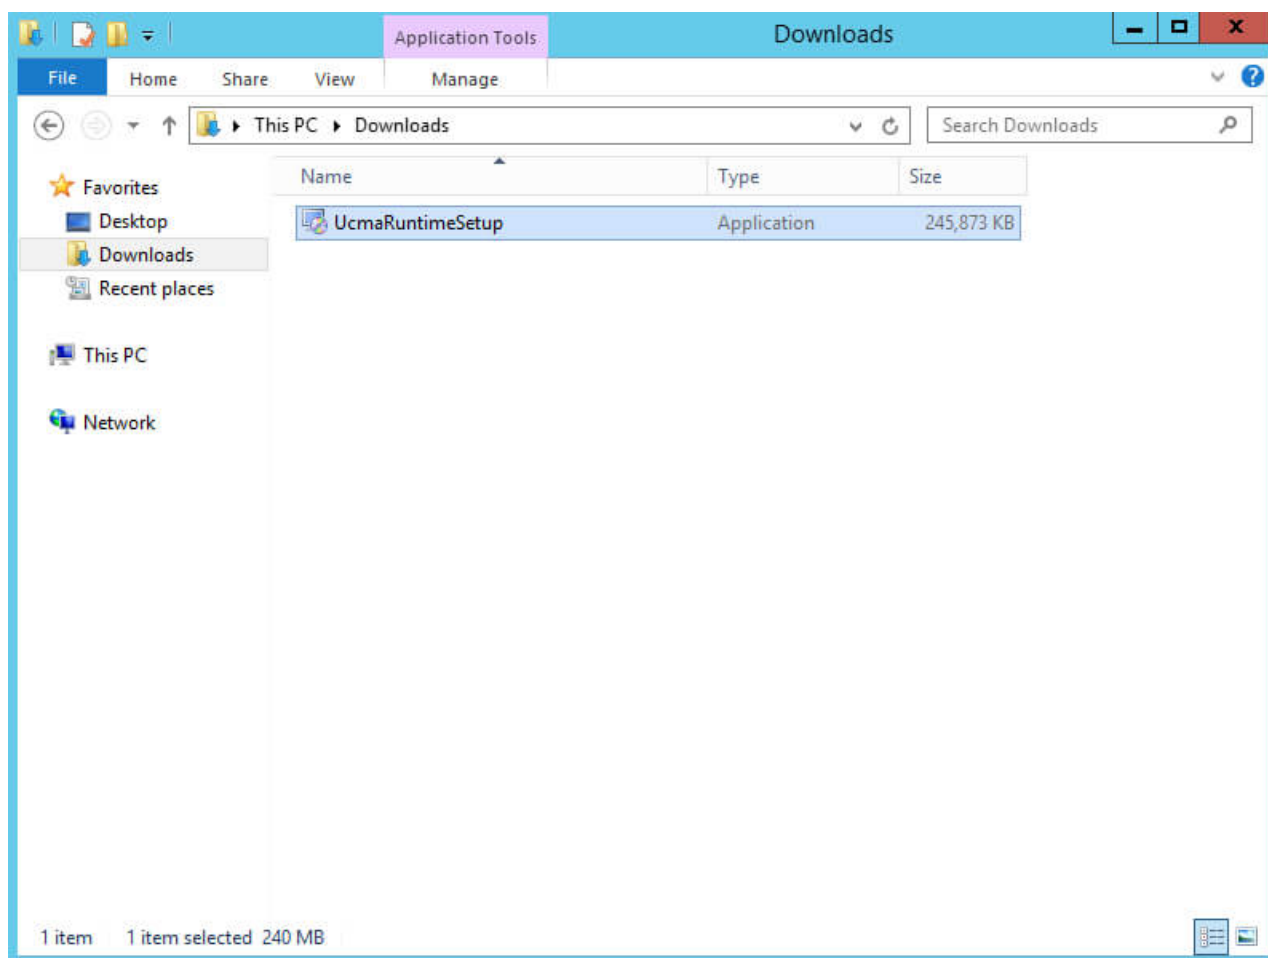 Application Tools
Downloads
File Home Share View Manage
This PC Downloads
Search Downloads
Name Type Size
Favorites
UcmaRuntimeSetup Application 245,873 KB
Desktop
Downloads
Recent places
This PC
Network
1 item 1 item selected 240 MB